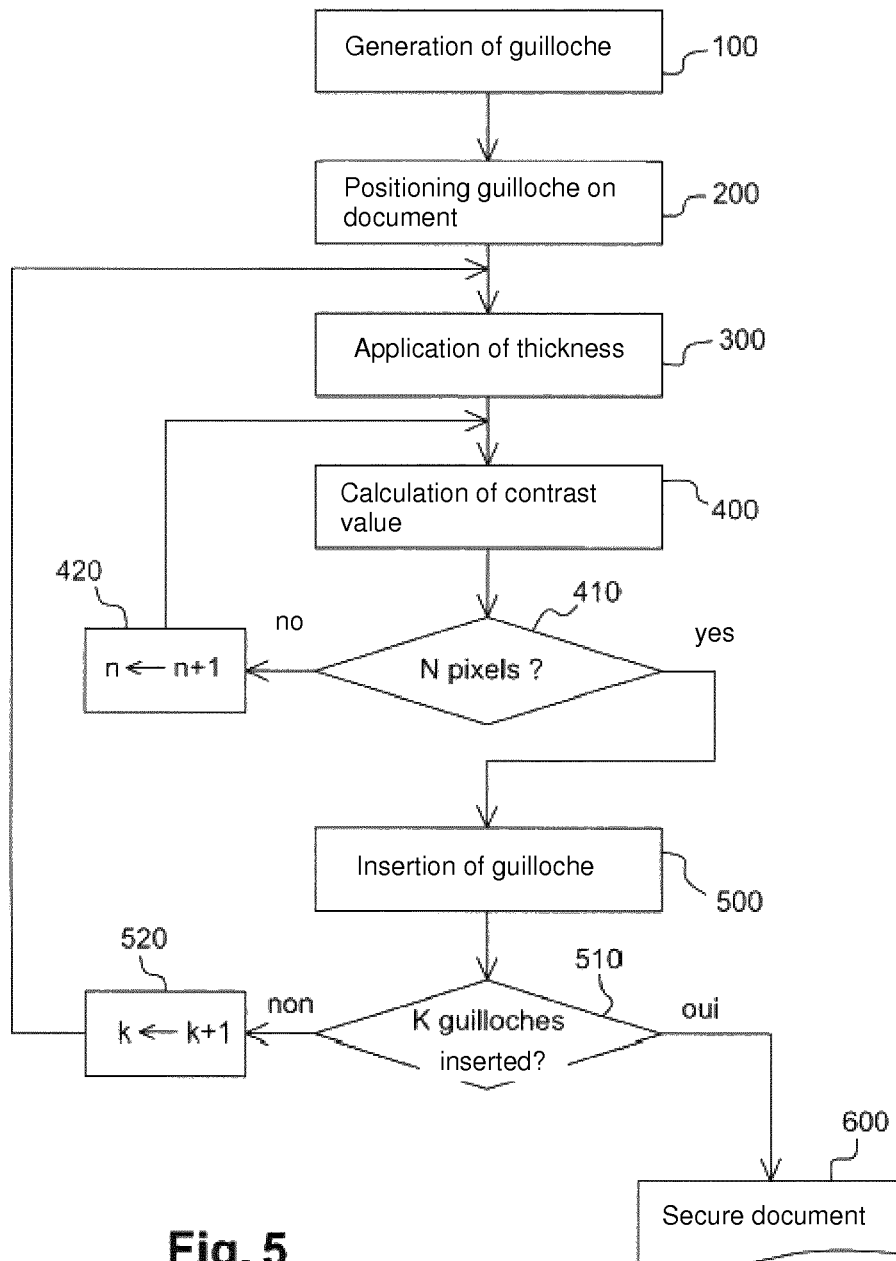 Generation of guilloche
100
Positioning guilloche on
document
200
Application of thickness
300
Calculation of contrast
value
400
420
410
no
yes
n ← n+1
N pixels ?
Insertion of guilloche
500
520
510
non
oui
k ← k+1
K guilloches
inserted?
600
Secure document
Fig. 5